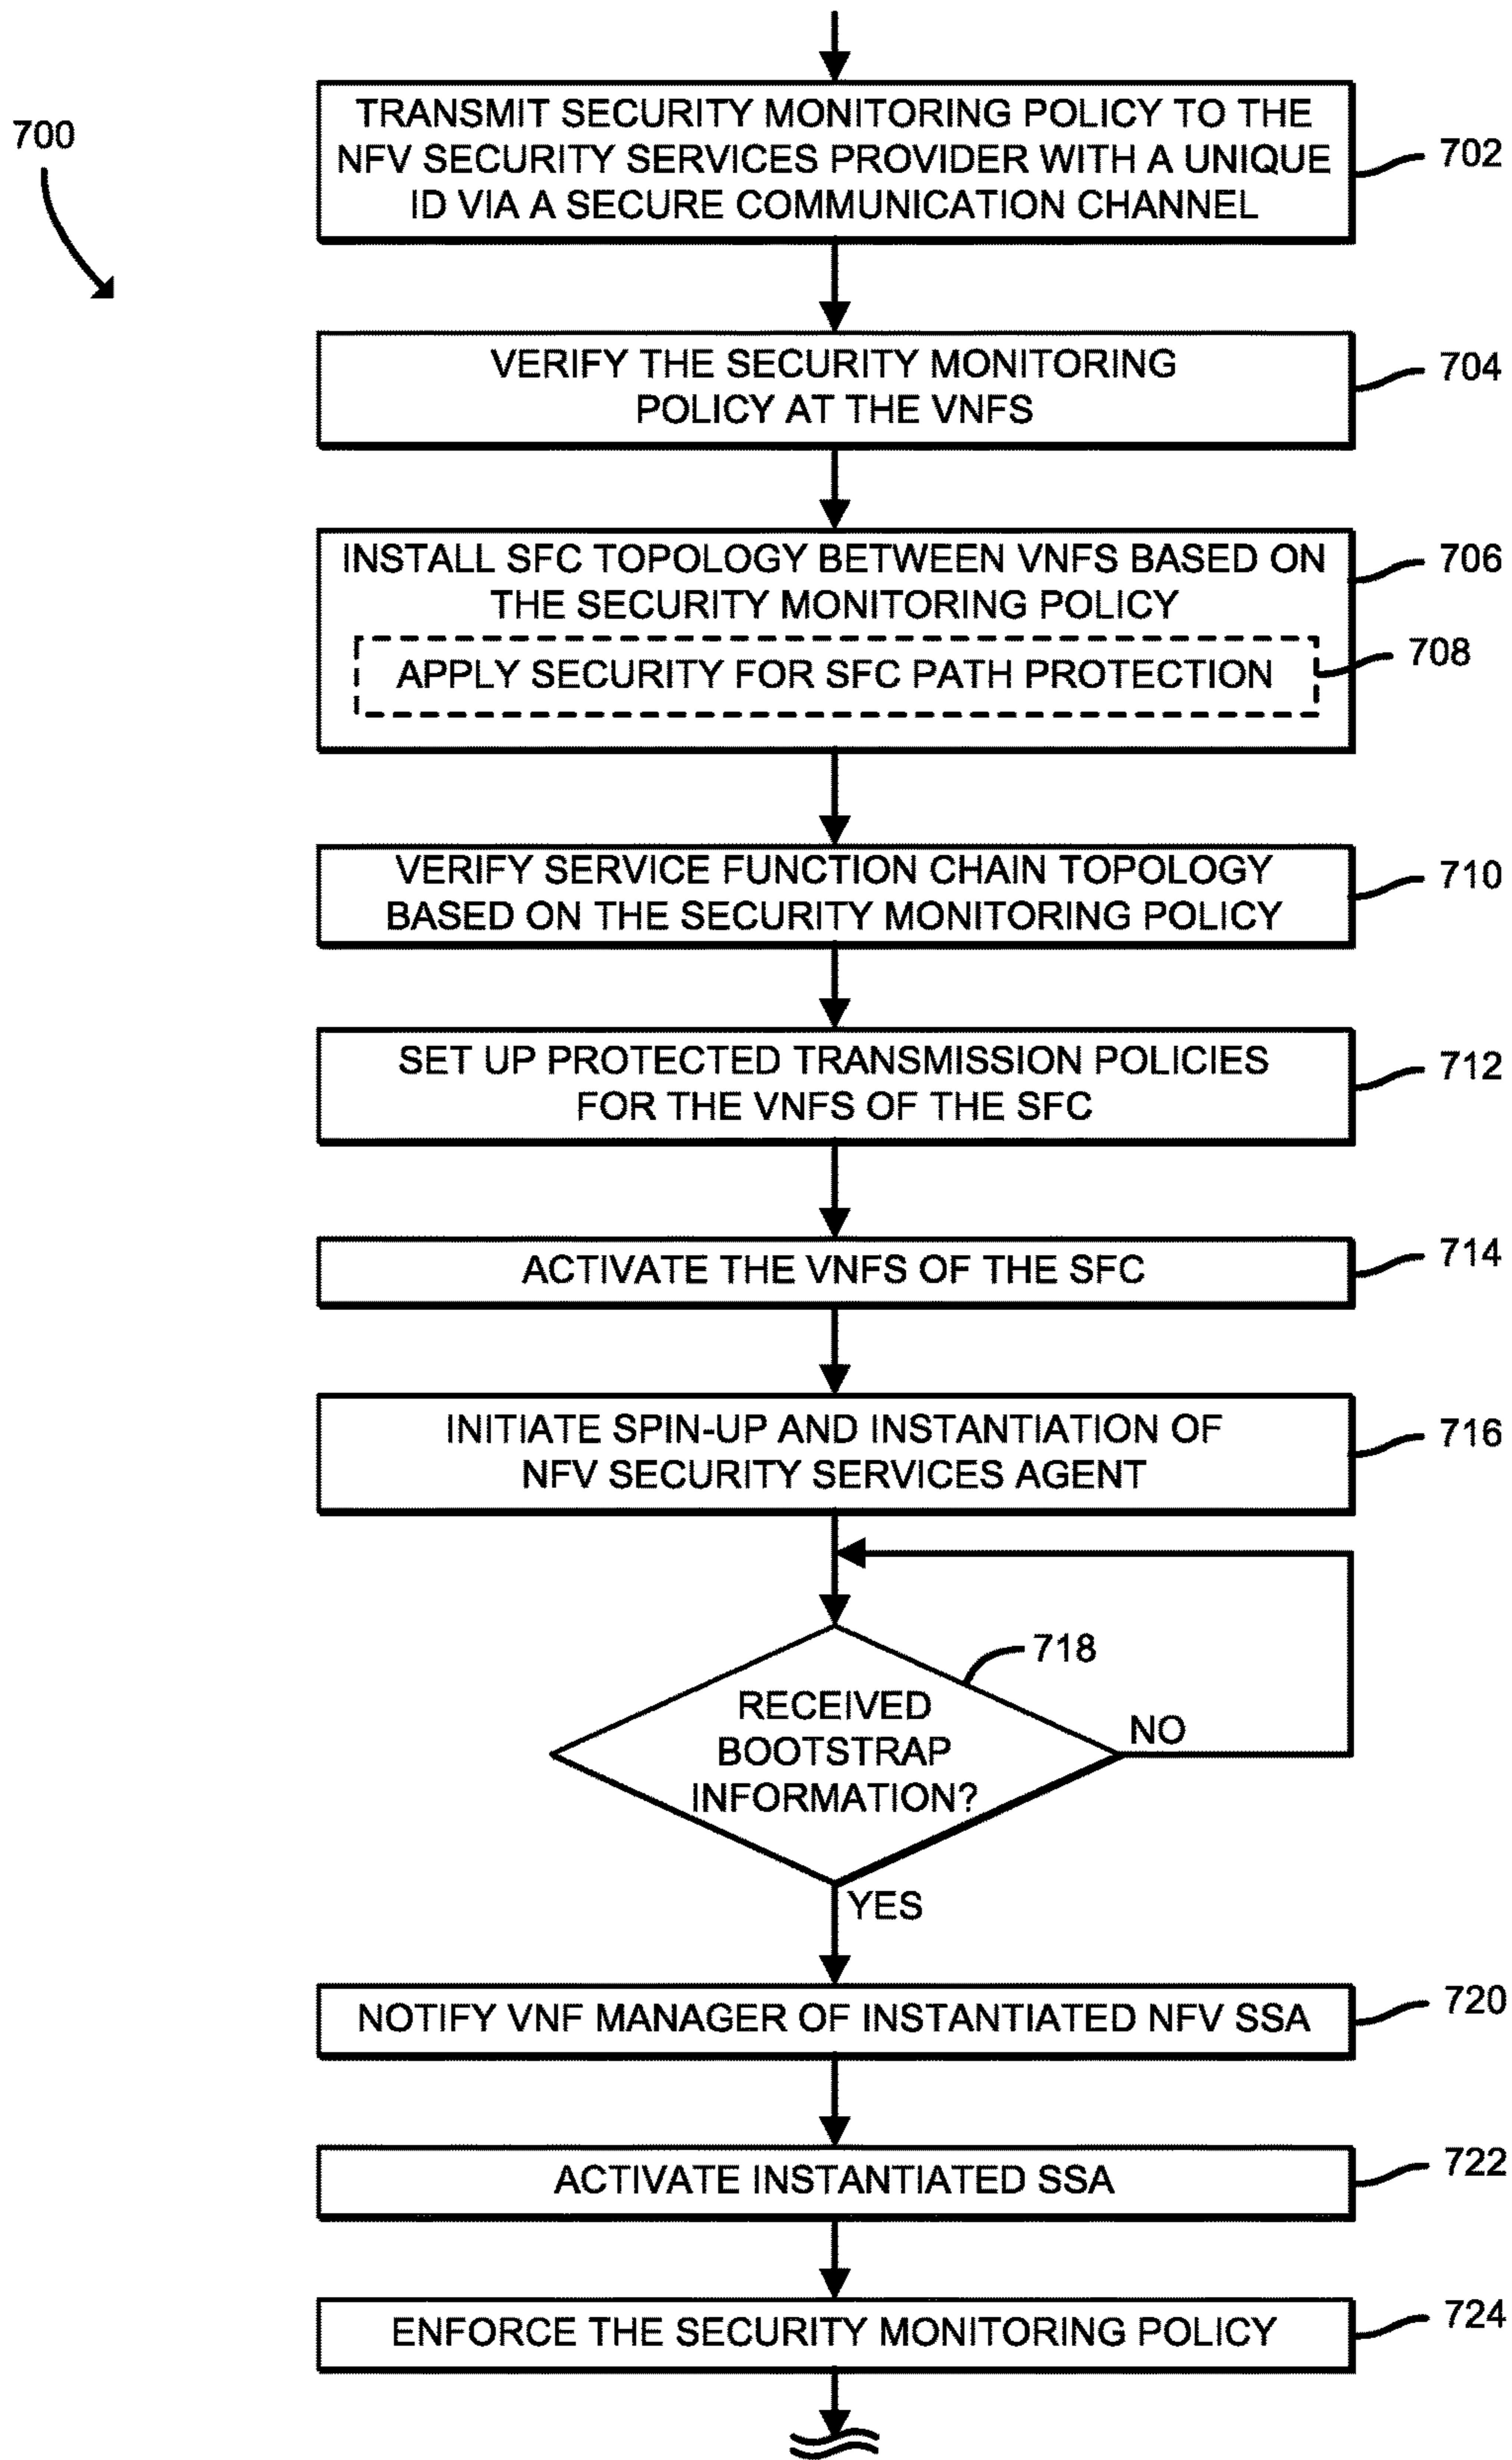 700
TRANSMIT SECURITY MONITORING POLICY TO THE
NFV SECURITY SERVICES PROVIDER WITH A UNIQUE
ID VIA A SECURE COMMUNICATION CHANNEL
702
VERIFY THE SECURITY MONITORING
POLICY AT THE VNFS
704
INSTALL SFC TOPOLOGY BETWEEN VNFS BASED ON
THE SECURITY MONITORING POLICY
706
APPLY SECURITY FOR SFC PATH PROTECTION
708
VERIFY SERVICE FUNCTION CHAIN TOPOLOGY
BASED ON THE SECURITY MONITORING POLICY
710
SET UP PROTECTED TRANSMISSION POLICIES
FOR THE VNFS OF THE SFC
712
ACTIVATE THE VNFS OF THE SFC
714
INITIATE SPIN-UP AND INSTANTIATION OF
NFV SECURITY SERVICES AGENT
716
718
RECEIVED
BOOTSTRAP
INFORMATION?
NO
YES
NOTIFY VNF MANAGER OF INSTANTIATED NFV SSA
720
ACTIVATE INSTANTIATED SSA
722
ENFORCE THE SECURITY MONITORING POLICY
724